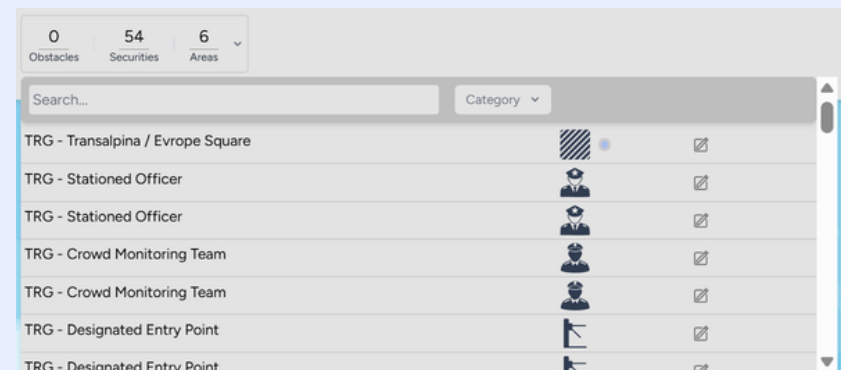 0 54 6
Obstacles Securities Areas
Search...
Category
TRG - Transalpina / Evrope Square
TRG - Stationed Officer
TRG - Stationed Officer
TRG - Crowd Monitoring Team
TRG - Crowd Monitoring Team
TRG - Designated Entry Point
TRG - Designated Entry Point